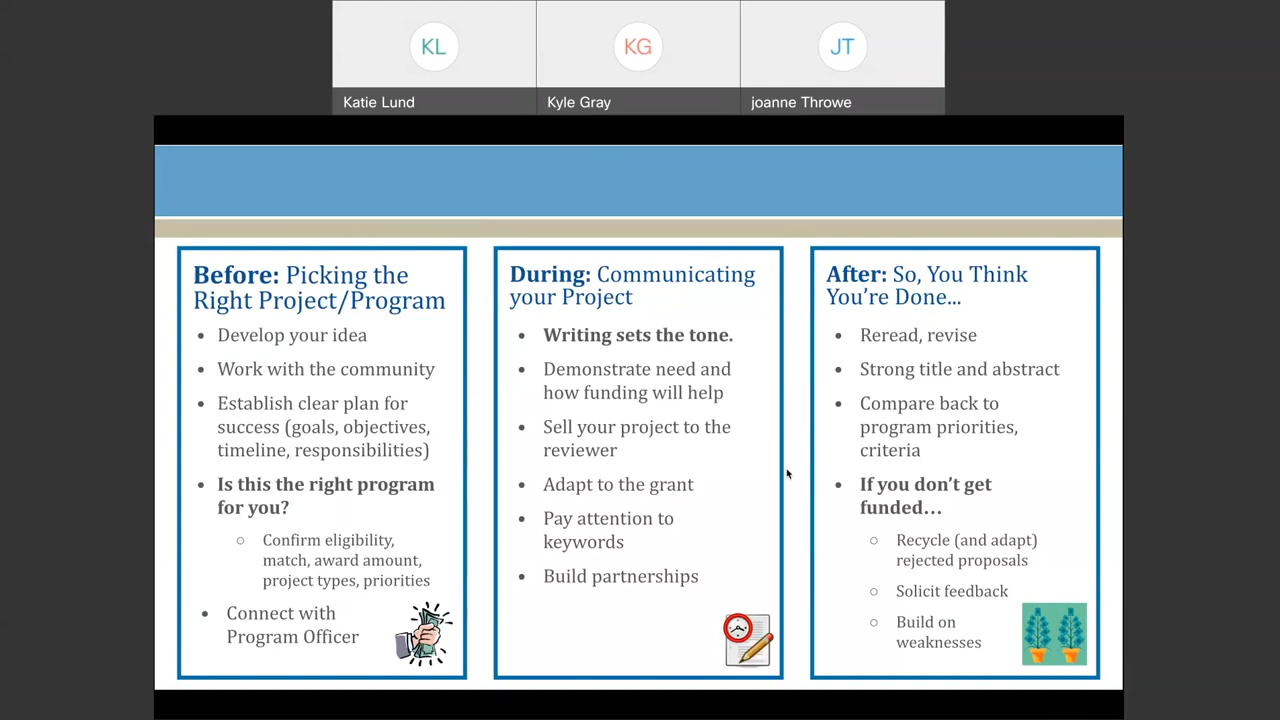 KL
KG
JT
Katie Lund
Kyle Gray
joanne Throwe
Before: Picking the
Right Project/Program
• Develop your idea
• Work with the community
• Establish clear plan for
success (goals, objectives,
timeline, responsibilities)
• Is this the right program
for you?
○ Confirm eligibility,
match, award amount,
project types, priorities
• Connect with
Program Officer
During: Communicating
your Project
• Writing sets the tone.
• Demonstrate need and
how funding will help
• Sell your project to the
reviewer
• Adapt to the grant
• Pay attention to
keywords
• Build partnerships
After: So, You Think
You’re Done...
• Reread, revise
• Strong title and abstract
• Compare back to
program priorities,
criteria
• If you don’t get
funded…
○ Recycle (and adapt)
rejected proposals
○ Solicit feedback
○ Build on
weaknesses